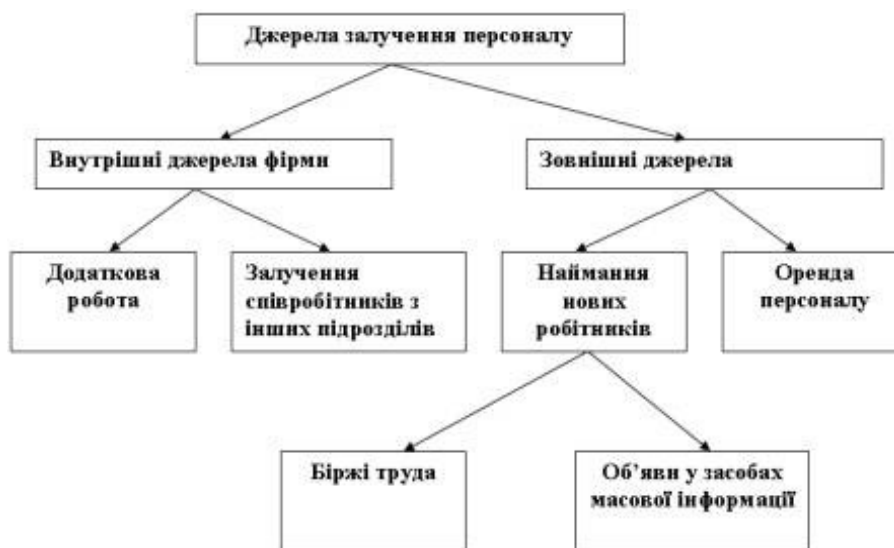 Джерела залучення персоналу
Внутрішні джерела фірми
Зовнішні джерела
Додаткова
робота
Залучення
співробітників з
інших підрозділів
Наймання
нових
робітників
Оренда
персоналу
Біржі труда
Об’яви у засобах
масової інформації